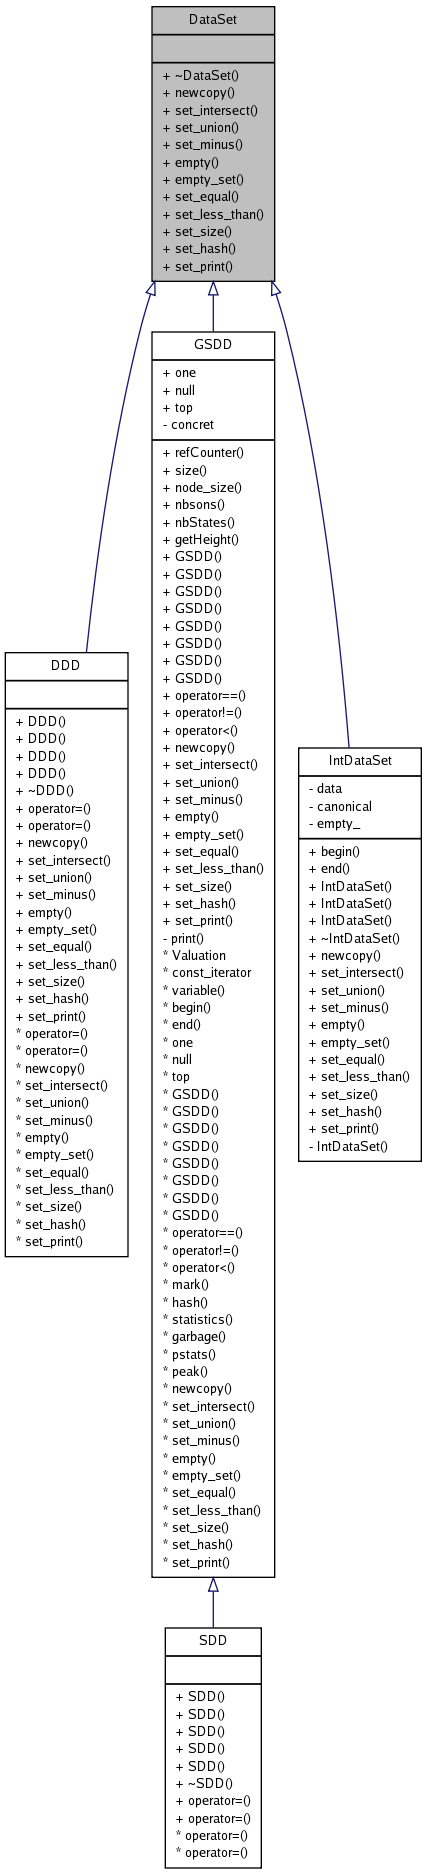 DataSet
+ ~DataSet()
+ newcopy()
+ set_intersect()
+ set_union()
+ set_minus()
+ empty()
+ empty_set()
+ set_equal()
+ set_less_than()
+ set_size()
+ set_hash()
+ set_print()
GSDD
+ one
+ null
+ top
- concret
+ refCounter()
+ size()
+ node_size()
+ nbsons()
+ nbStates()
+ getHeight()
+ GSDD()
+ GSDD()
+ GSDD()
+ GSDD()
+ GSDD()
+ GSDD()
+ GSDD()
+ GSDD()
+ operator==()
+ operator!=()
+ operator<()
+ newcopy()
+ set_intersect()
+ set_union()
+ set_minus()
+ empty()
+ empty_set()
+ set_equal()
+ set_less_than()
+ set_size()
+ set_hash()
+ set_print()
- print()
* Valuation
* const_iterator
* variable()
* begin()
* end()
* one
* null
* top
* GSDD()
* GSDD()
* GSDD()
* GSDD()
* GSDD()
* GSDD()
* GSDD()
* GSDD()
* operator==()
* operator!=()
* operator<()
* mark()
* hash()
* statistics()
* garbage()
* pstats()
* peak()
* newcopy()
* set_intersect()
* set_union()
* set_minus()
* empty()
* empty_set()
* set_equal()
* set_less_than()
* set_size()
* set_hash()
* set_print()
DDD
+ DDD()
+ DDD()
+ DDD()
+ DDD()
+ ~DDD()
+ operator=()
+ operator=()
+ newcopy()
+ set_intersect()
+ set_union()
+ set_minus()
+ empty()
+ empty_set()
+ set_equal()
+ set_less_than()
+ set_size()
+ set_hash()
+ set_print()
* operator=()
* operator=()
* newcopy()
* set_intersect()
* set_union()
* set_minus()
* empty()
* empty_set()
* set_equal()
* set_less_than()
* set_size()
* set_hash()
* set_print()
IntDataSet
- data
- canonical
- empty_
+ begin()
+ end()
+ IntDataSet()
+ IntDataSet()
+ IntDataSet()
+ ~IntDataSet()
+ newcopy()
+ set_intersect()
+ set_union()
+ set_minus()
+ empty()
+ empty_set()
+ set_equal()
+ set_less_than()
+ set_size()
+ set_hash()
+ set_print()
- IntDataSet()
SDD
+ SDD()
+ SDD()
+ SDD()
+ SDD()
+ SDD()
+ ~SDD()
+ operator=()
+ operator=()
* operator=()
* operator=()